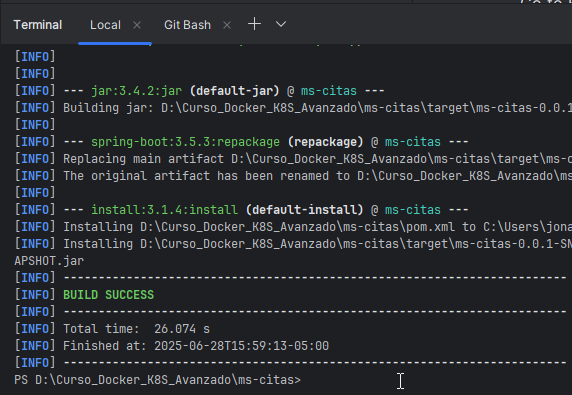 Terminal
Local
Git Bash
[INFO]
[INFO]
[INFO] --- jar:3.4.2:jar (default-jar) @ ms-citas ---
[INFO] Building jar: D:\Curso_Docker_K8S_Avanzado\ms-citas\target\ms-citas-0.0.1
[INFO]
[INFO] --- spring-boot:3.5.3:repackage (repackage) @ ms-citas ---
[INFO] Replacing main artifact D:\Curso_Docker_K8S_Avanzado\ms-citas\target\ms-c
[INFO] The original artifact has been renamed to D:\Curso_Docker_K8S_Avanzado\ms
[INFO]
[INFO] --- install:3.1.4:install (default-install) @ ms-citas ---
[INFO] Installing D:\Curso_Docker_K8S_Avanzado\ms-citas\pom.xml to C:\Users\jona
[INFO] Installing D:\Curso_Docker_K8S_Avanzado\ms-citas\target\ms-citas-0.0.1-SN
APSHOT.jar
[INFO] ------------------------------------------------------------------------
[INFO] BUILD SUCCESS
[INFO] ------------------------------------------------------------------------
[INFO] Total time:  26.074 s
[INFO] Finished at: 2025-06-28T15:59:13-05:00
[INFO] ------------------------------------------------------------------------
PS D:\Curso_Docker_K8S_Avanzado\ms-citas>